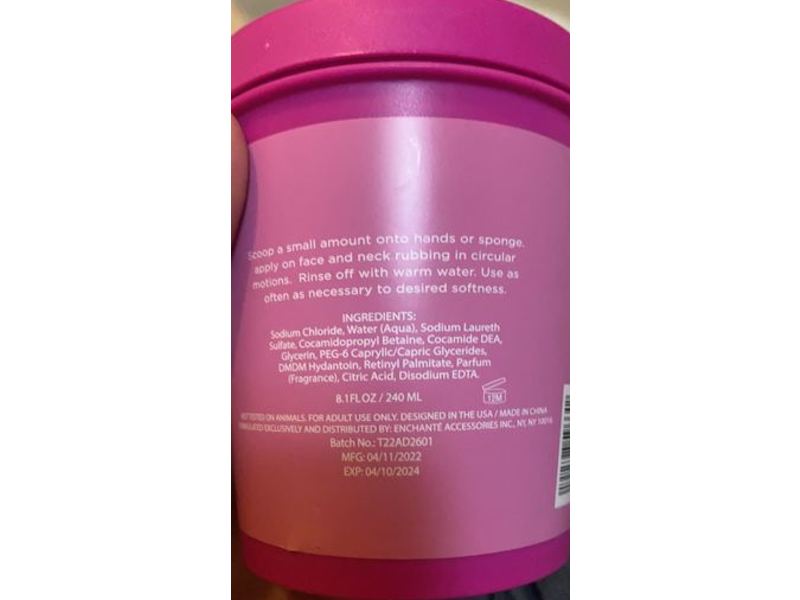 Scoop a small amount onto hands or sponge.
apply on face and neck rubbing in circular
motions. Rinse off with warm water. Use as
often as necessary to desired softness.
INGREDIENTS:
Sodium Chloride, Water (Aqua), Sodium Laureth
Sulfate, Cocamidopropyl Betaine, Cocamide DEA,
Glycerin, PEG-6 Caprylic/Capric Glycerides,
DMDM Hydantoin, Retinyl Palmitate, Parfum
(Fragrance), Citric Acid, Disodium EDTA.
8.1FL OZ / 240 ML
12M
NOT TESTED ON ANIMALS. FOR ADULT USE ONLY. DESIGNED IN THE USA / MADE IN CHINA
EXCLUSIVELY AND DISTRIBUTED BY: ENCHANTÉ ACCESSORIES INC., NY, NY 10016
Batch No.: T22AD2601
MFG: 04/11/2022
EXP: 04/10/2024